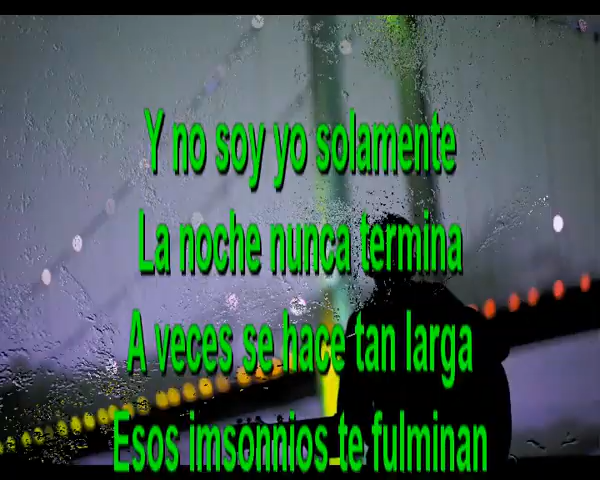 Y no soy yo solamente
La noche nunca termina
A veces se hace tan larga
Esos imsonnios te fulminan